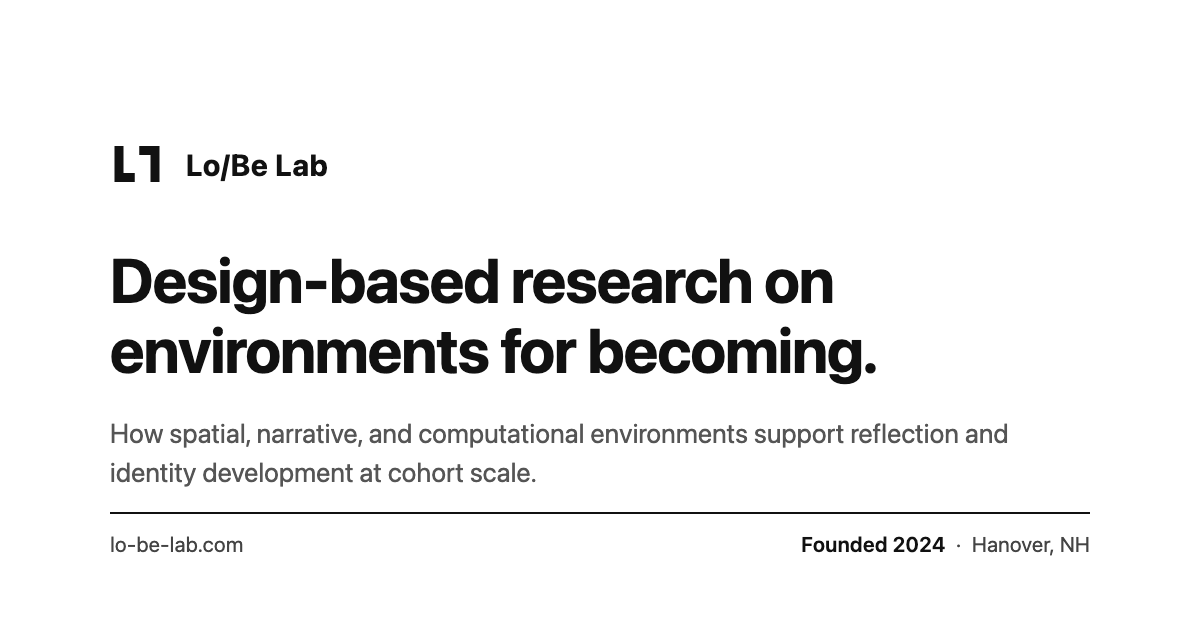 Lo/Be Lab
Design-based research on
environments for becoming.
How spatial, narrative, and computational environments support reflection and
identity development at cohort scale.
lo-be-lab.com
Founded 2024 · Hanover, NH